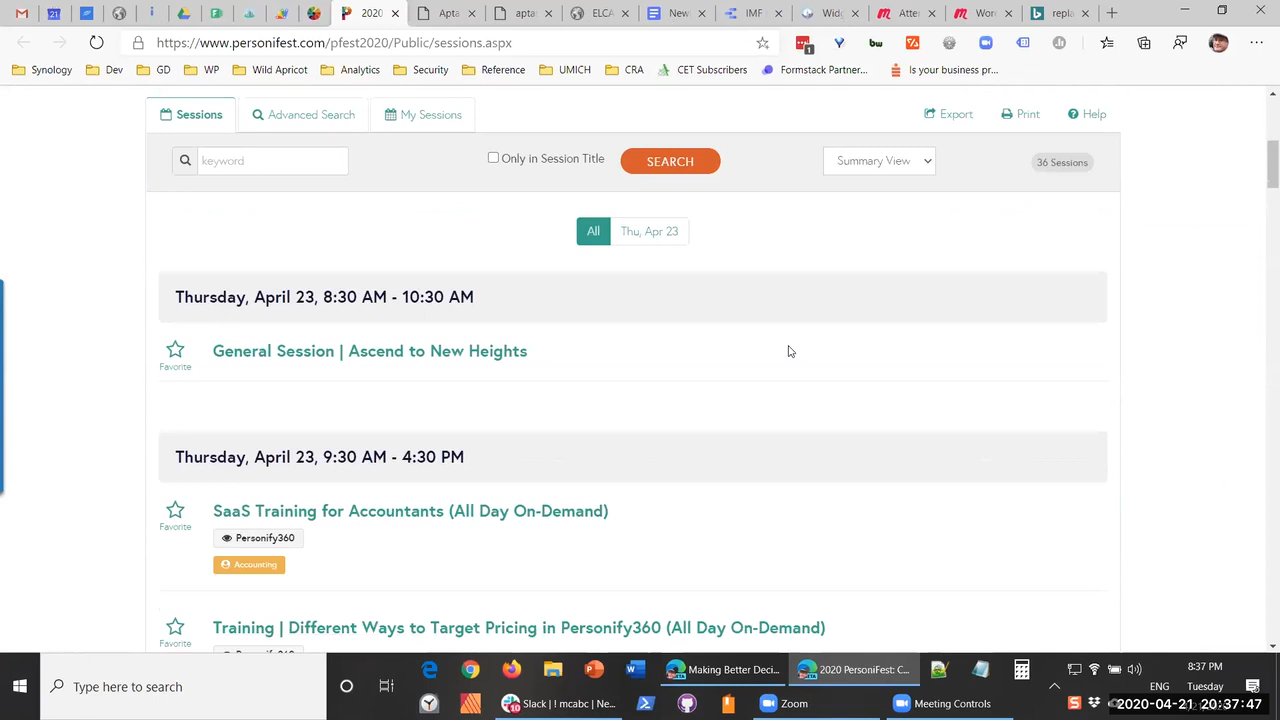 21
2020
Apta
apta
ELCA
New
IMF
Widg
Atte
Wor
repla
https://www.personifest.com/pfest2020/Public/sessions.aspx
1
bw
Synology
Dev
GD
WP
Wild Apricot
Analytics
Security
Reference
UMICH
CRA
CET Subscribers
Formstack Partner...
Is your business pr...
Sessions
Advanced Search
My Sessions
Export
Print
Help
keyword
Only in Session Title
SEARCH
Summary View
36 Sessions
All
Thu, Apr 23
Thursday, April 23, 8:30 AM - 10:30 AM
General Session | Ascend to New Heights
Favorite
Thursday, April 23, 9:30 AM - 4:30 PM
SaaS Training for Accountants (All Day On-Demand)
Favorite
Personify360
Accounting
Training | Different Ways to Target Pricing in Personify360 (All Day On-Demand)
Favorite
Personify360
Type here to search
Making Better Deci...
2020 PersoniFest: C...
8:37 PM
ENG
Tuesday
10
Slack | ! mcabc | Ne...
Zoom
Meeting Controls
2020-04-21 20:37:47